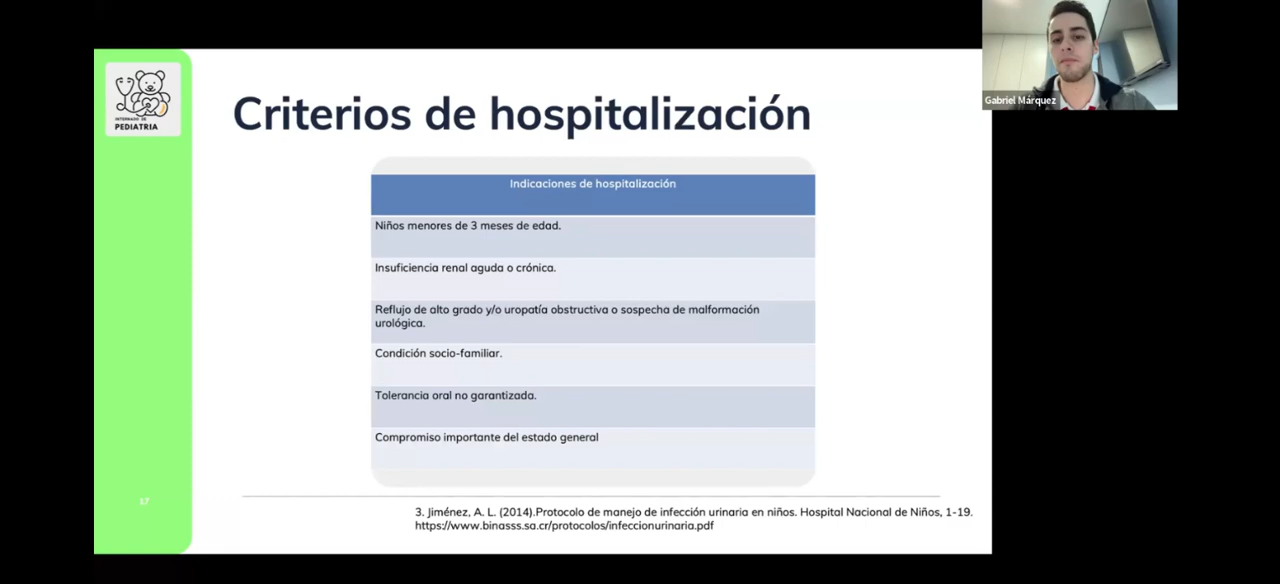 INTERNADO DE
PEDIATRIA
Criterios de hospitalización
Indicaciones de hospitalización
Niños menores de 3 meses de edad.
Insuficiencia renal aguda o crónica.
Reflujo de alto grado y/o uropatía obstructiva o sospecha de malformación
urológica.
Condición socio-familiar.
Tolerancia oral no garantizada.
Compromiso importante del estado general
17
3. Jiménez, A. L. (2014).Protocolo de manejo de infección urinaria en niños. Hospital Nacional de Niños, 1-19.
https://www.binasss.sa.cr/protocolos/infeccionurinaria.pdf
Gabriel Márquez